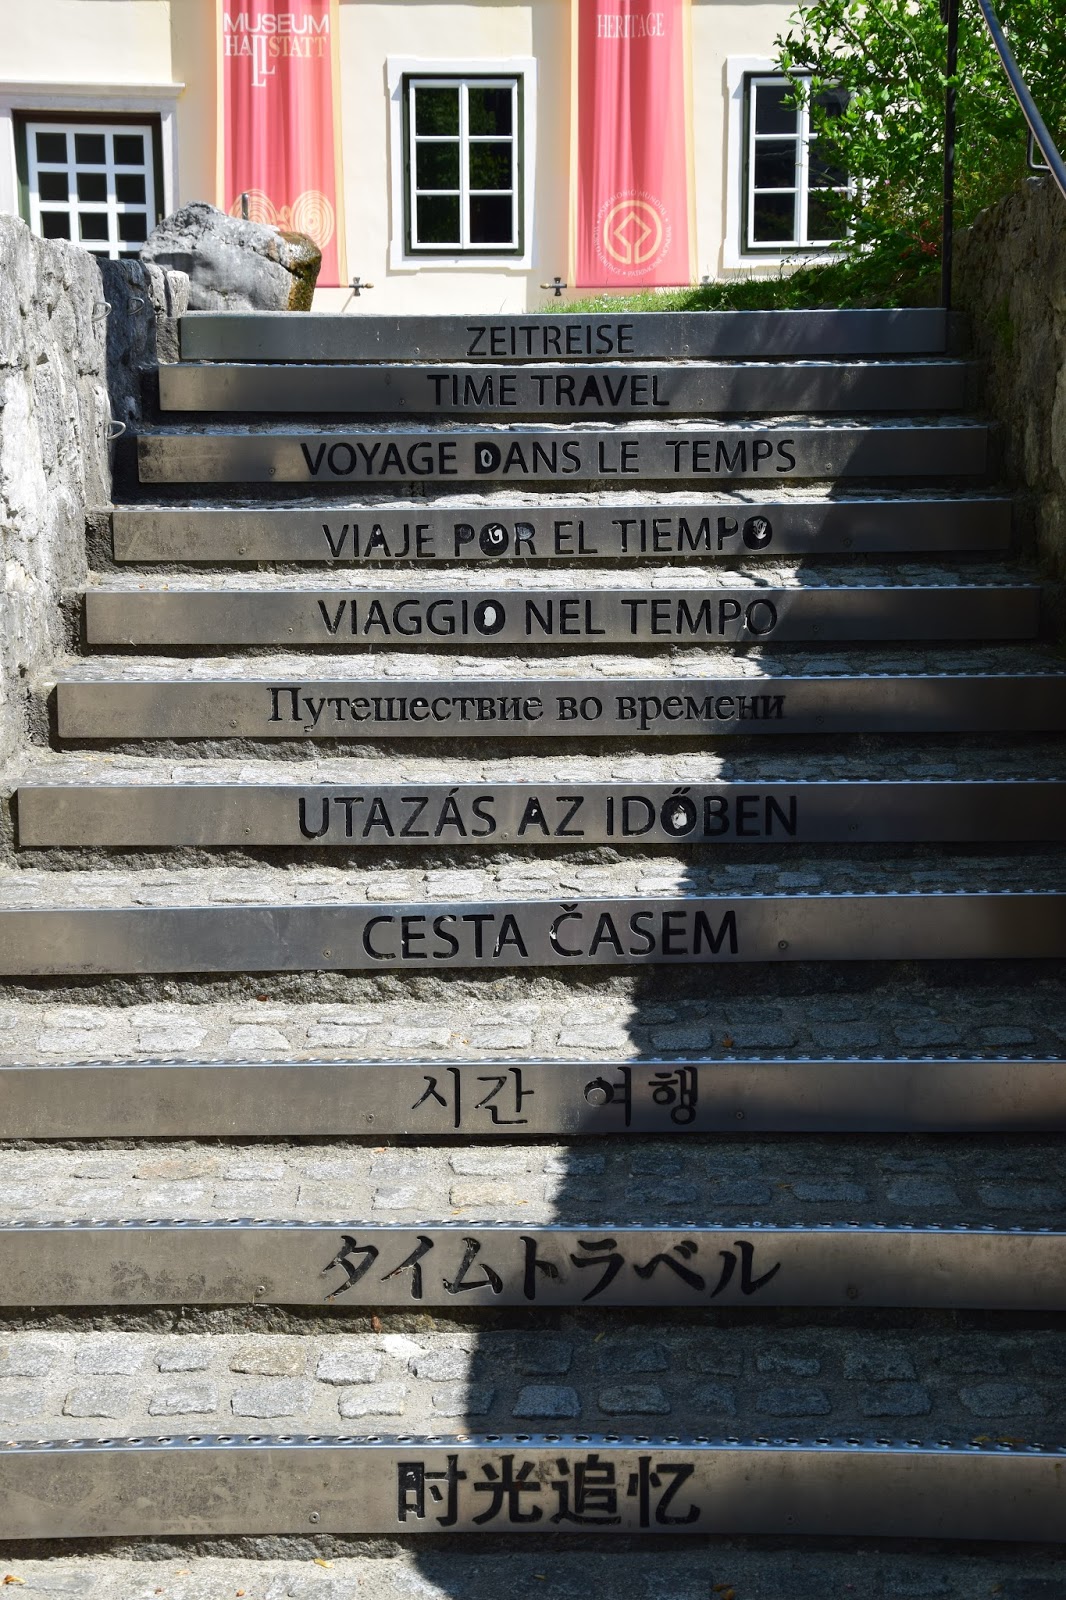 MUSEUM
HALLSTATT
HERITAGE
ZEITREISE
TIME TRAVEL
VOYAGE DANS LE TEMPS
VIAJE POR EL TIEMPO
VIAGGIO NEL TEMPO
Путешествие во времени
UTAZÁS AZ IDŐBEN
CESTA ČASEM
시간 여행
タイムトラベル
时光追忆